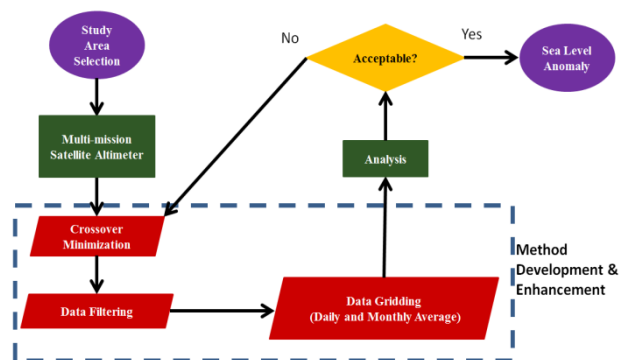 Study
Area
Selection
Multi-mission
Satellite Altimeter
Crossover
Minimization
Data Filtering
Data Gridding
(Daily and Monthly Average)
Analysis
Acceptable?
No
Yes
Sea Level
Anomaly
Method
Development &
Enhancement